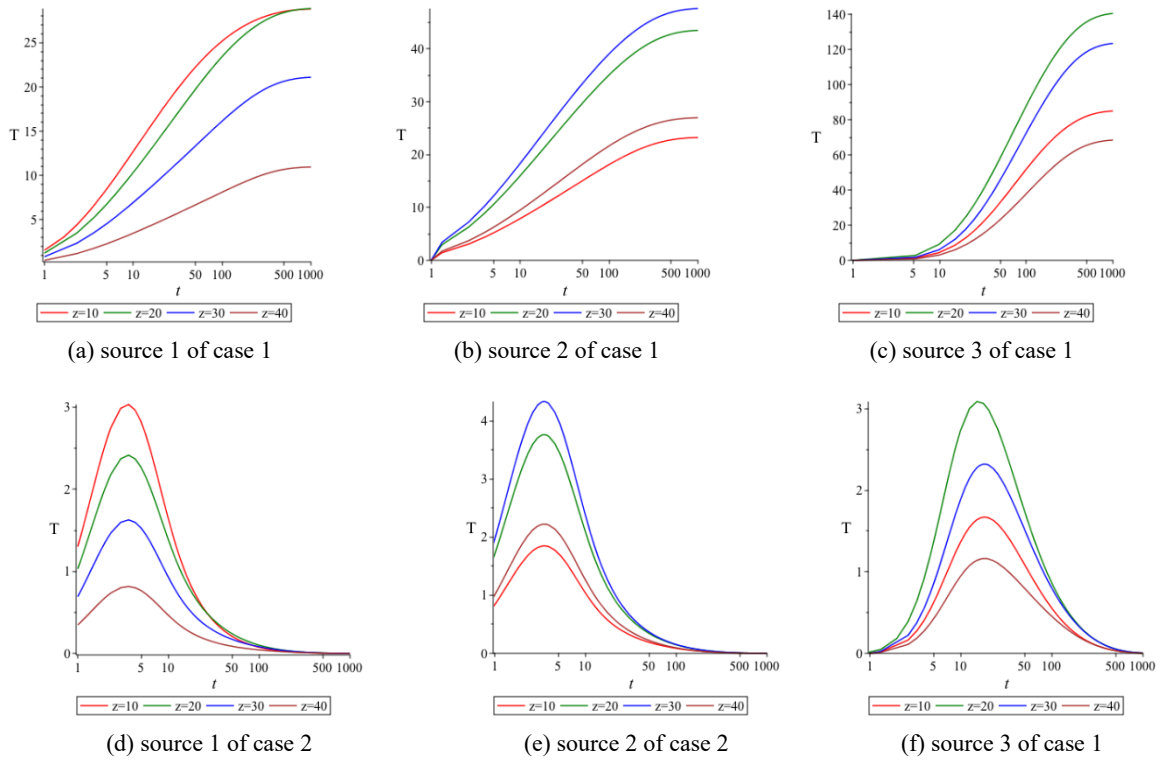 25
20
T
15
10
5
1 5 10 50 100 500 1000
t
z=10 z=20 z=30 z=40
(a) source 1 of case 1
40
30
T
20
10
0
1 5 10 50 100 500 1000
t
z=10 z=20 z=30 z=40
(b) source 2 of case 1
140
120
100
80
T
60
40
20
0
1 5 10 50 100 500 1000
t
z=10 z=20 z=30 z=40
(c) source 3 of case 1
3
2
T
1
0
1 5 10 50 100 500 1000
t
z=10 z=20 z=30 z=40
(d) source 1 of case 2
4
3
T
2
1
0
1 5 10 50 100 500 1000
t
z=10 z=20 z=30 z=40
(e) source 2 of case 2
3
2
T
1
0
1 5 10 50 100 500 1000
t
z=10 z=20 z=30 z=40
(f) source 3 of case 1